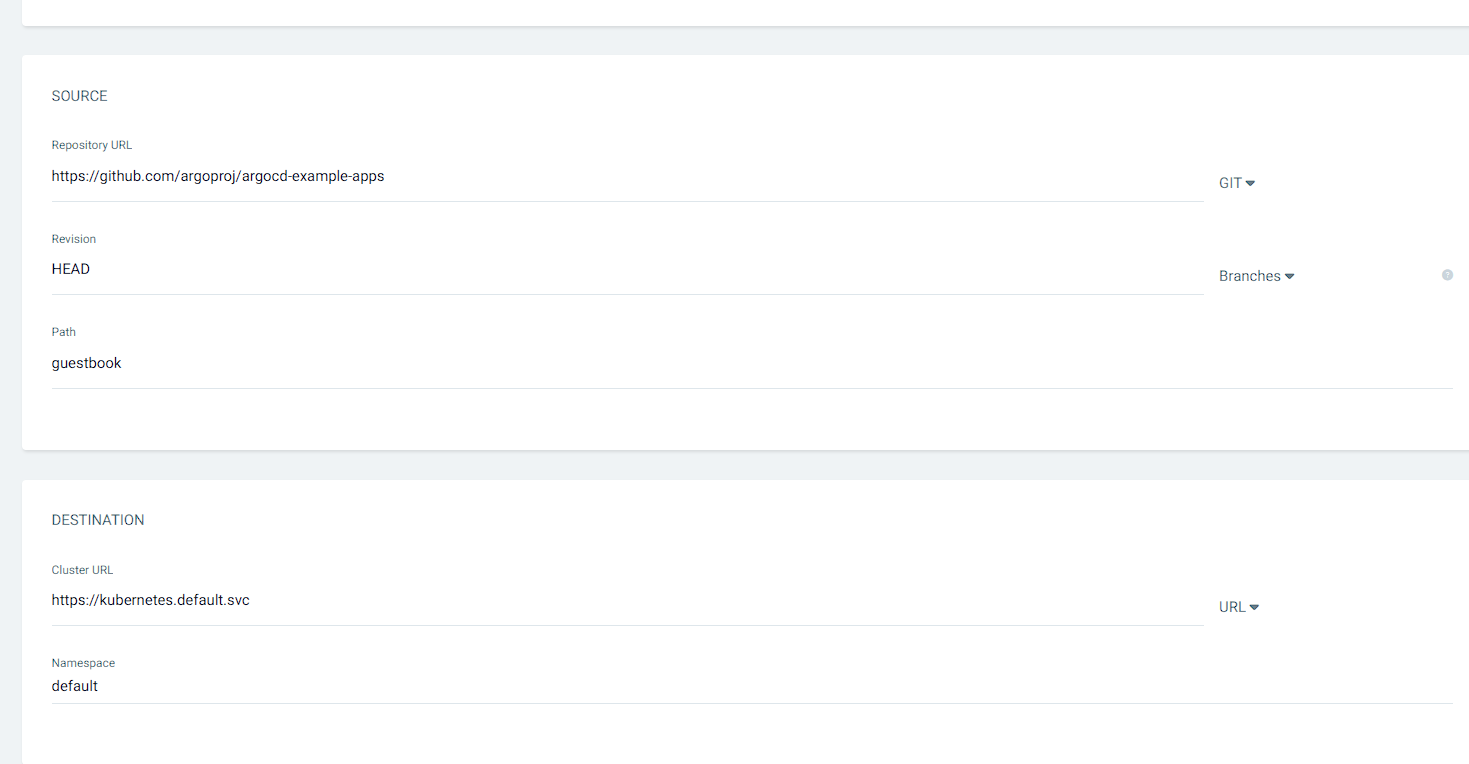 SOURCE
Repository URL
https://github.com/argoproj/argocd-example-apps
GIT
Revision
HEAD
Branches
?
Path
guestbook
DESTINATION
Cluster URL
https://kubernetes.default.svc
URL
Namespace
default